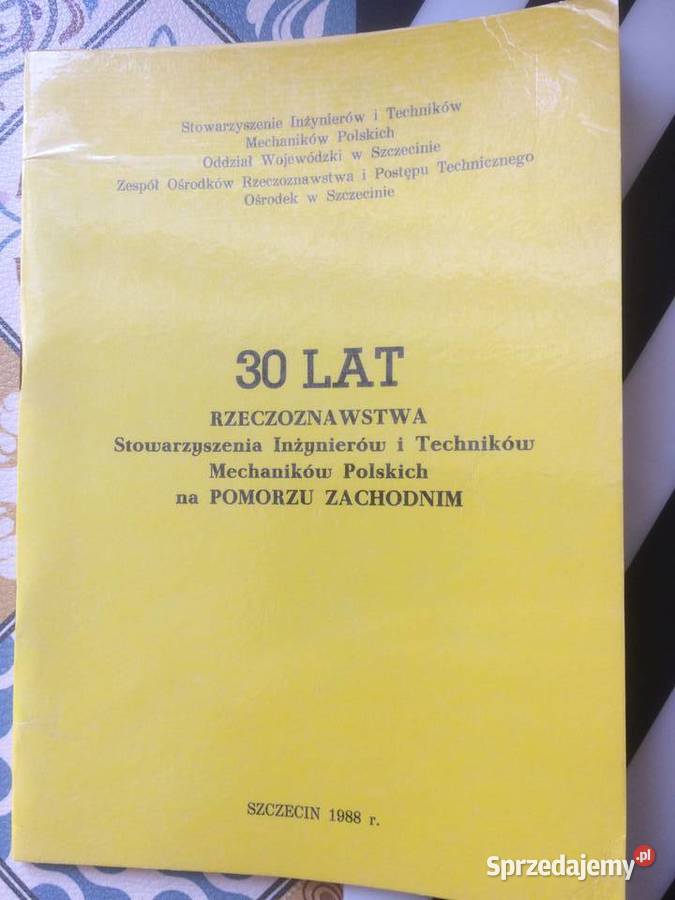 Stowarzyszenie Inżynierów i Techników
Mechaników Polskich
Oddział Wojewódzki w Szczecinie
Zespół Ośrodków Rzeczoznawstwa i Postępu Technicznego
Ośrodek w Szczecinie
30 LAT
RZECZOZNAWSTWA
Stowarzyszenia Inżynierów i Techników
Mechaników Polskich
na POMORZU ZACHODNIM
SZCZECIN 1988 r.
Sprzedajemy.pl